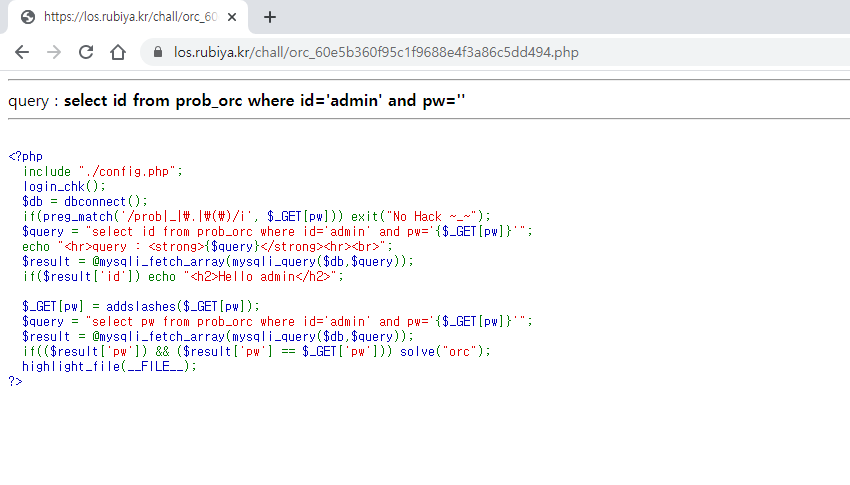 https://los.rubiya.kr/chall/orc_60
los.rubiya.kr/chall/orc_60e5b360f95c1f9688e4f3a86c5dd494.php
query : select id from prob_orc where id='admin' and pw=''
<?php
  include "./config.php";
  login_chk();
  $db = dbconnect();
  if(preg_match('/prob|_|₩.|₩(₩)/i', $_GET[pw])) exit("No Hack ~_~");
  $query = "select id from prob_orc where id='admin' and pw='{$_GET[pw]}'";
  echo "<hr>query : <strong>{$query}</strong><hr><br>";
  $result = @mysqli_fetch_array(mysqli_query($db,$query));
  if($result['id']) echo "<h2>Hello admin</h2>";
  $_GET[pw] = addslashes($_GET[pw]);
  $query = "select pw from prob_orc where id='admin' and pw='{$_GET[pw]}'";
  $result = @mysqli_fetch_array(mysqli_query($db,$query));
  if(($result['pw']) && ($result['pw'] == $_GET['pw'])) solve("orc");
  highlight_file(__FILE__);
?>